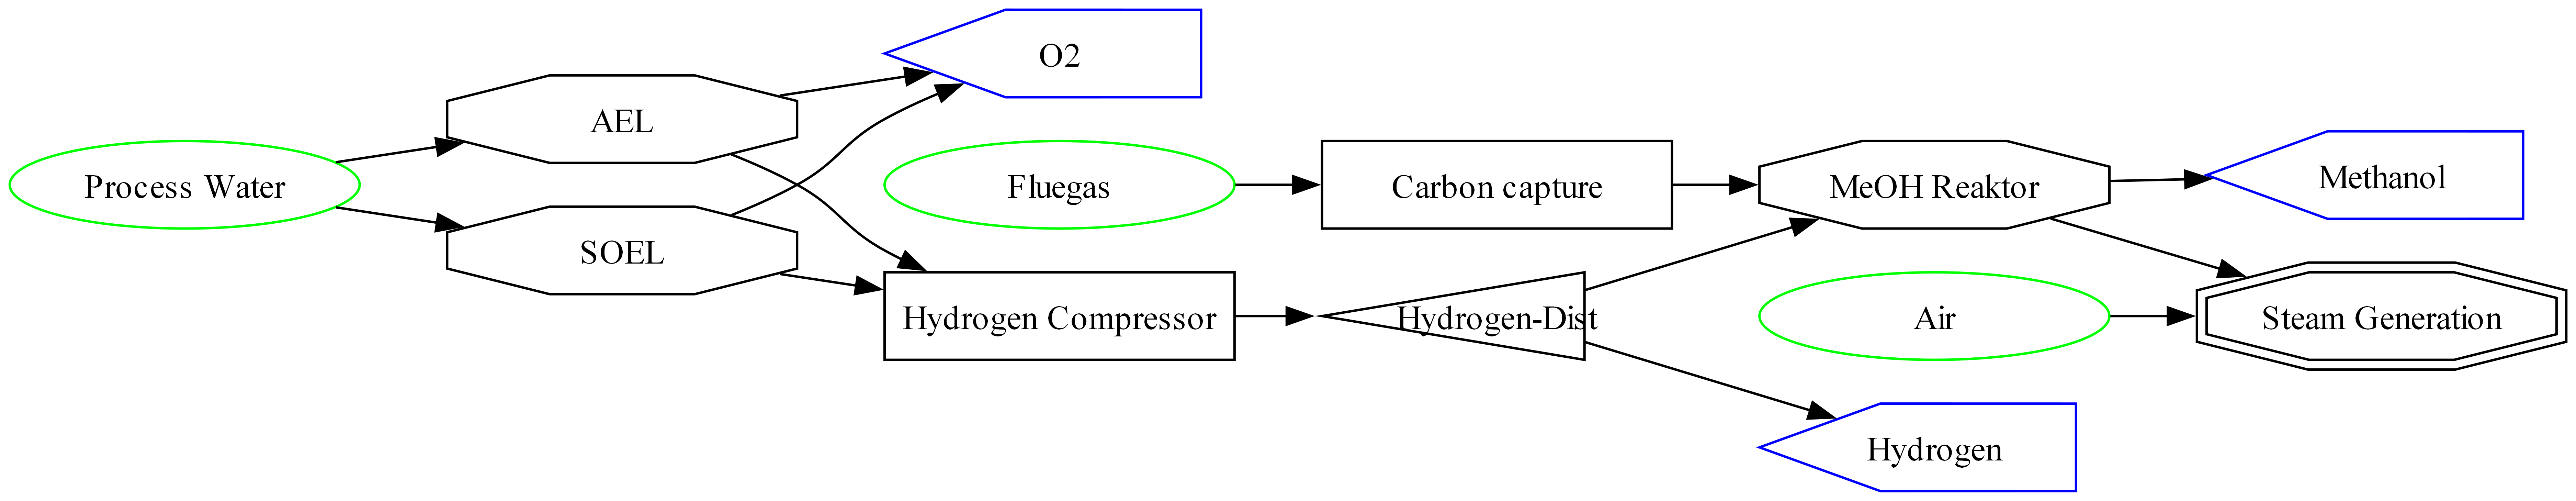 O2
AEL
Process Water
Fluegas
Carbon capture
MeOH Reaktor
Methanol
SOEL
Hydrogen Compressor
Hydrogen-Dist
Air
Steam Generation
Hydrogen